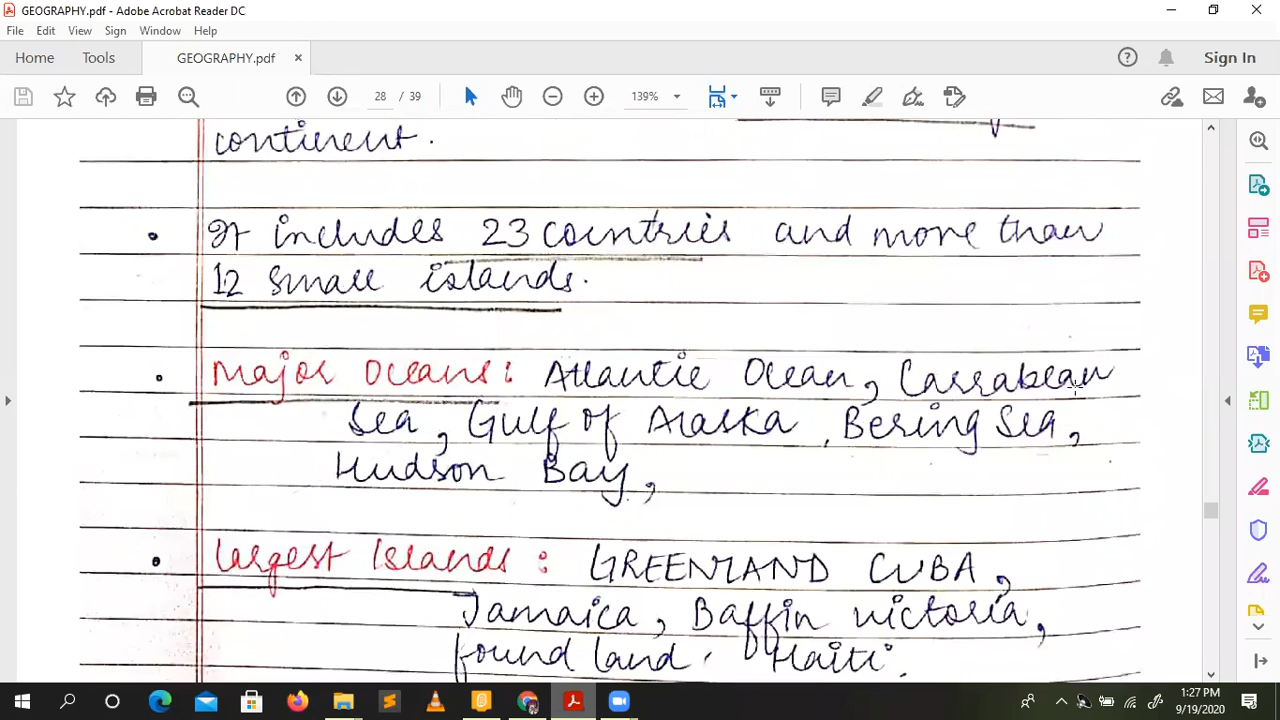 GEOGRAPHY.pdf - Adobe Acrobat Reader DC
File Edit View Sign Window Help
Home Tools GEOGRAPHY.pdf × Sign In
28 / 39 139%
continent.
It includes 23 countries and more than
12 small islands.
Major Oceans: Atlantic Ocean, Carrabean
Sea, Gulf of Alaska, Bering Sea,
Hudson Bay,
Largest Islands: GREENLAND CUBA,
Jamaica, Baffin victoria,
found land. Haiti.
1:27 PM
9/19/2020